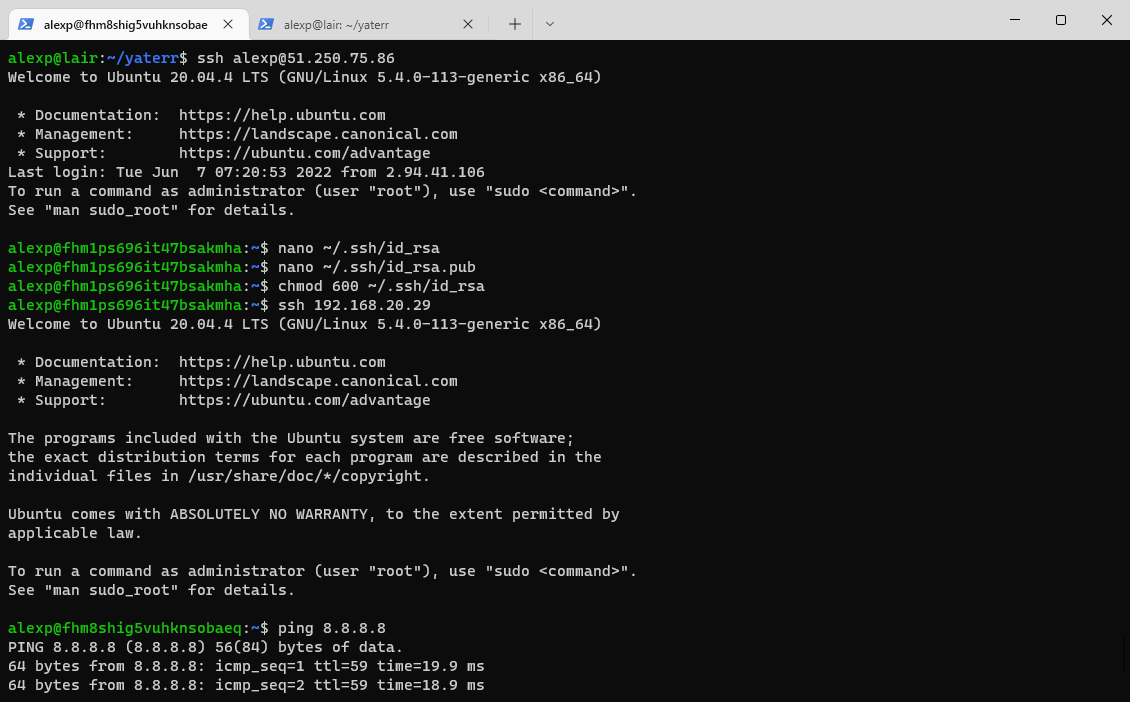 alexp@fhm8shig5vuhknsobae
alexp@lair: ~/yaterr
alexp@lair:~/yaterr$ ssh alexp@51.250.75.86
Welcome to Ubuntu 20.04.4 LTS (GNU/Linux 5.4.0-113-generic x86_64)

 * Documentation:  https://help.ubuntu.com
 * Management:     https://landscape.canonical.com
 * Support:        https://ubuntu.com/advantage
Last login: Tue Jun  7 07:20:53 2022 from 2.94.41.106
To run a command as administrator (user "root"), use "sudo <command>".
See "man sudo_root" for details.

alexp@fhm1ps696it47bsakmha:~$ nano ~/.ssh/id_rsa
alexp@fhm1ps696it47bsakmha:~$ nano ~/.ssh/id_rsa.pub
alexp@fhm1ps696it47bsakmha:~$ chmod 600 ~/.ssh/id_rsa
alexp@fhm1ps696it47bsakmha:~$ ssh 192.168.20.29
Welcome to Ubuntu 20.04.4 LTS (GNU/Linux 5.4.0-113-generic x86_64)

 * Documentation:  https://help.ubuntu.com
 * Management:     https://landscape.canonical.com
 * Support:        https://ubuntu.com/advantage

The programs included with the Ubuntu system are free software;
the exact distribution terms for each program are described in the
individual files in /usr/share/doc/*/copyright.

Ubuntu comes with ABSOLUTELY NO WARRANTY, to the extent permitted by
applicable law.

To run a command as administrator (user "root"), use "sudo <command>".
See "man sudo_root" for details.

alexp@fhm8shig5vuhknsobaeq:~$ ping 8.8.8.8
PING 8.8.8.8 (8.8.8.8) 56(84) bytes of data.
64 bytes from 8.8.8.8: icmp_seq=1 ttl=59 time=19.9 ms
64 bytes from 8.8.8.8: icmp_seq=2 ttl=59 time=18.9 ms